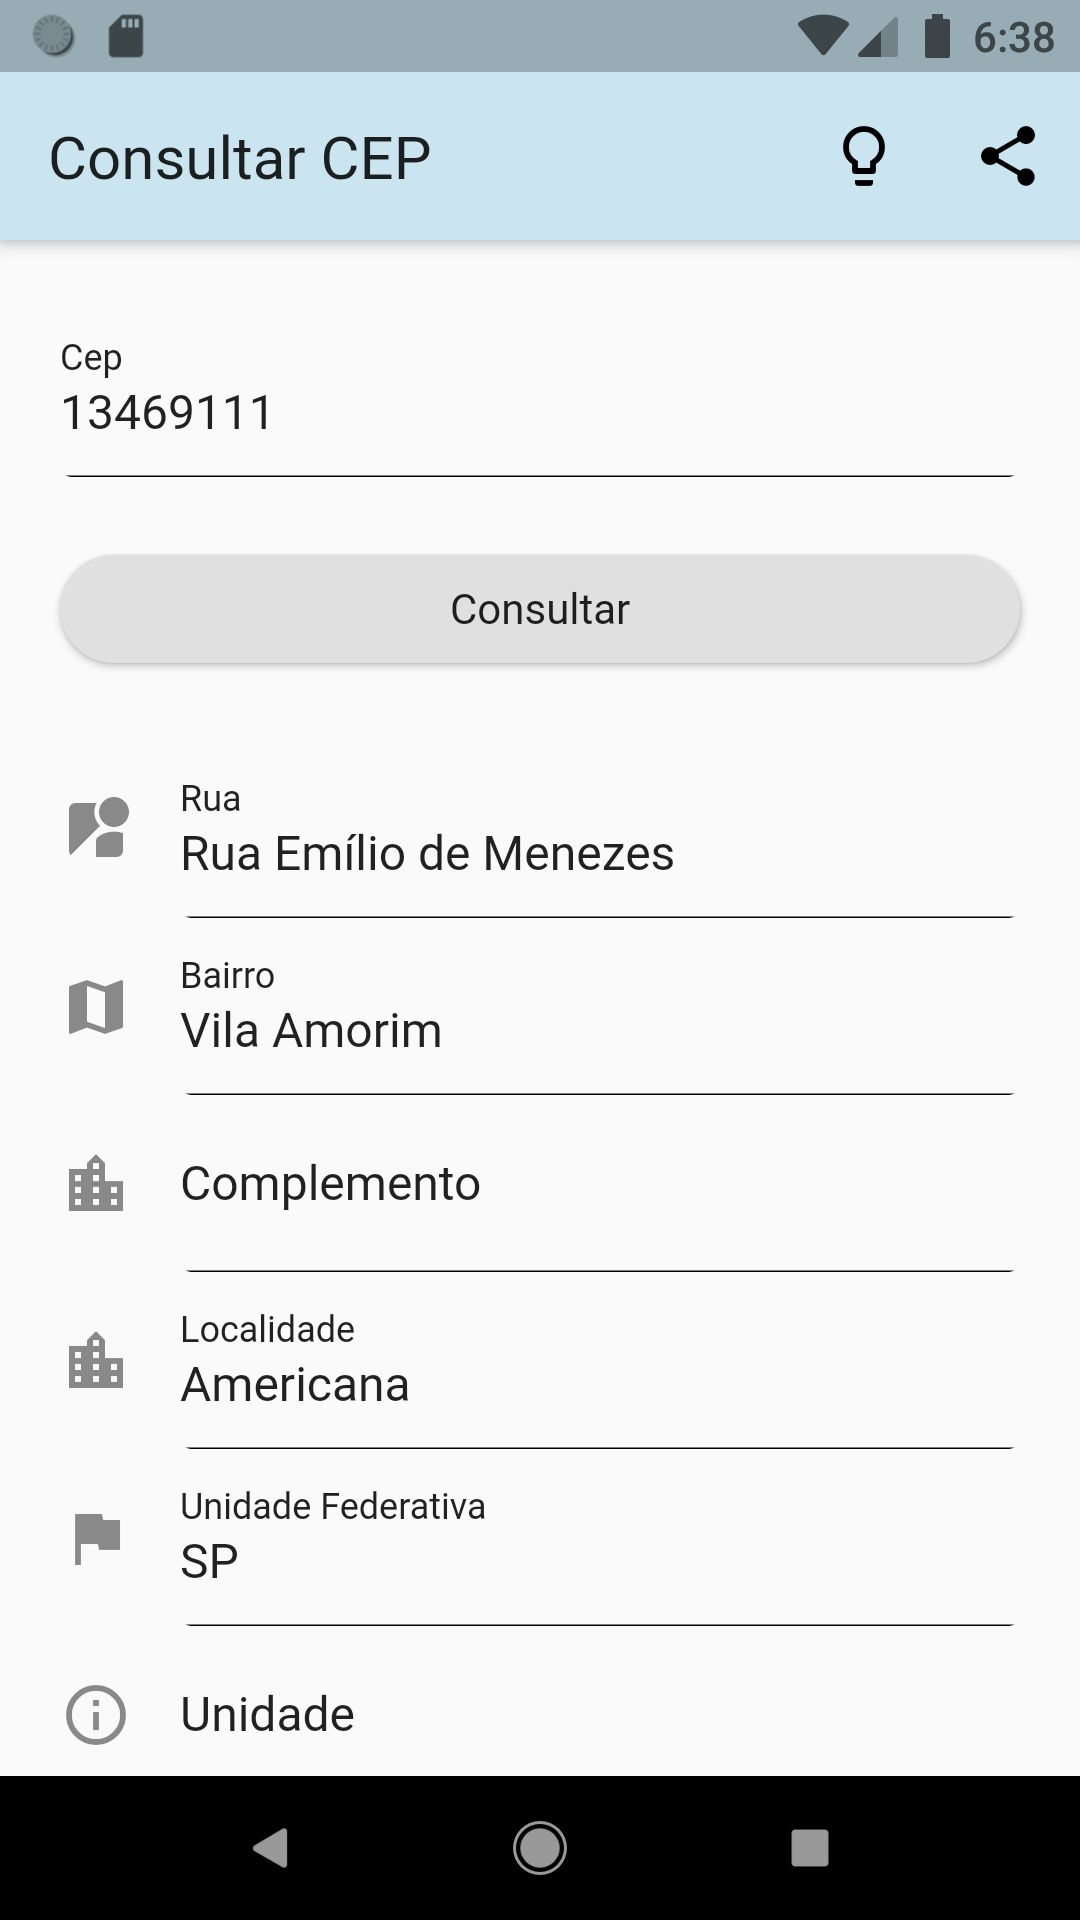 6:38
Consultar CEP
Cep
13469111
Consultar
Rua
Rua Emílio de Menezes
Bairro
Vila Amorim
Complemento
Localidade
Americana
Unidade Federativa
SP
Unidade